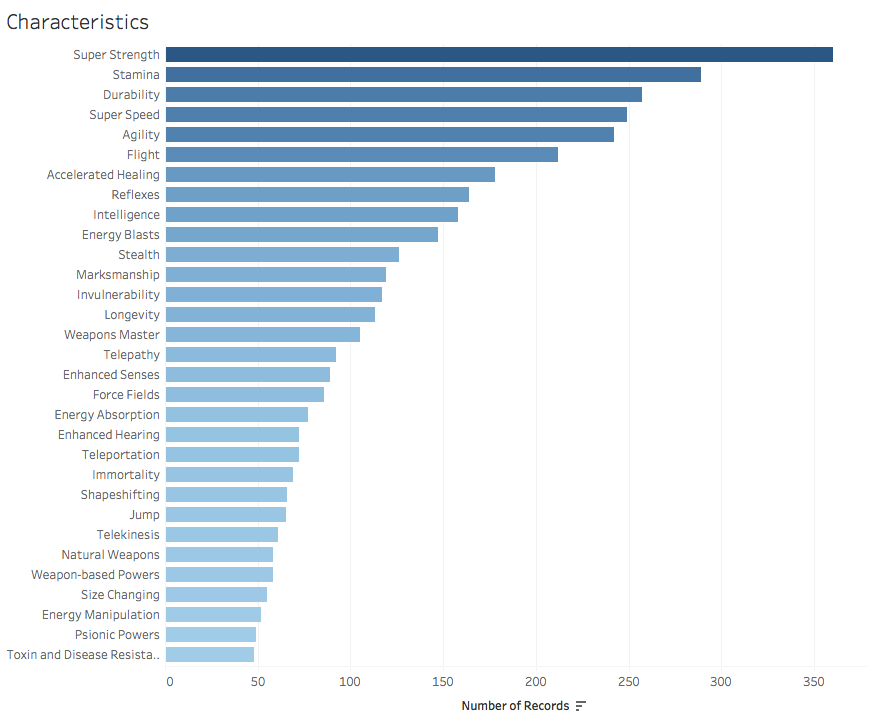 Characteristics
Super Strength
Stamina
Durability
Super Speed
Agility
Flight
Accelerated Healing
Reflexes
Intelligence
Energy Blasts
Stealth
Marksmanship
Invulnerability
Longevity
Weapons Master
Telepathy
Enhanced Senses
Force Fields
Energy Absorption
Enhanced Hearing
Teleportation
Immortality
Shapeshifting
Jump
Telekinesis
Natural Weapons
Weapon-based Powers
Size Changing
Energy Manipulation
Psionic Powers
Toxin and Disease Resista..
0 50 100 150 200 250 300 350
Number of Records